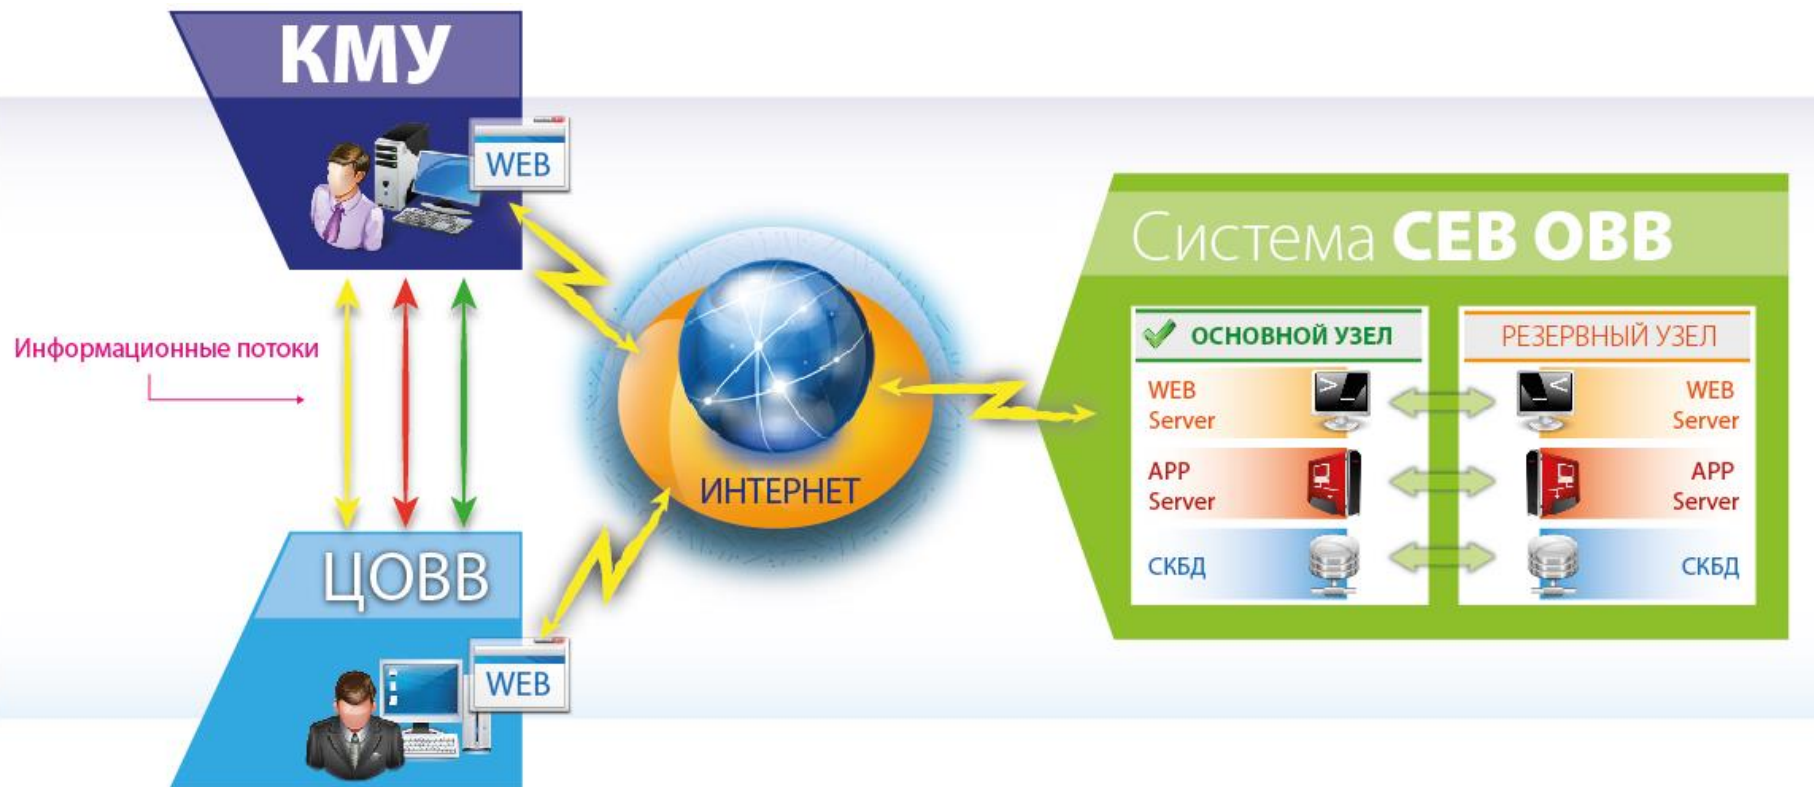 КМУ
WEB
Информационные потоки
ЦОВВ
WEB
ИНТЕРНЕТ
Система СЕВ ОВВ
ОСНОВНОЙ УЗЕЛ
WEB
Server
APP
Server
СКБД
РЕЗЕРВНЫЙ УЗЕЛ
WEB
Server
APP
Server
СКБД